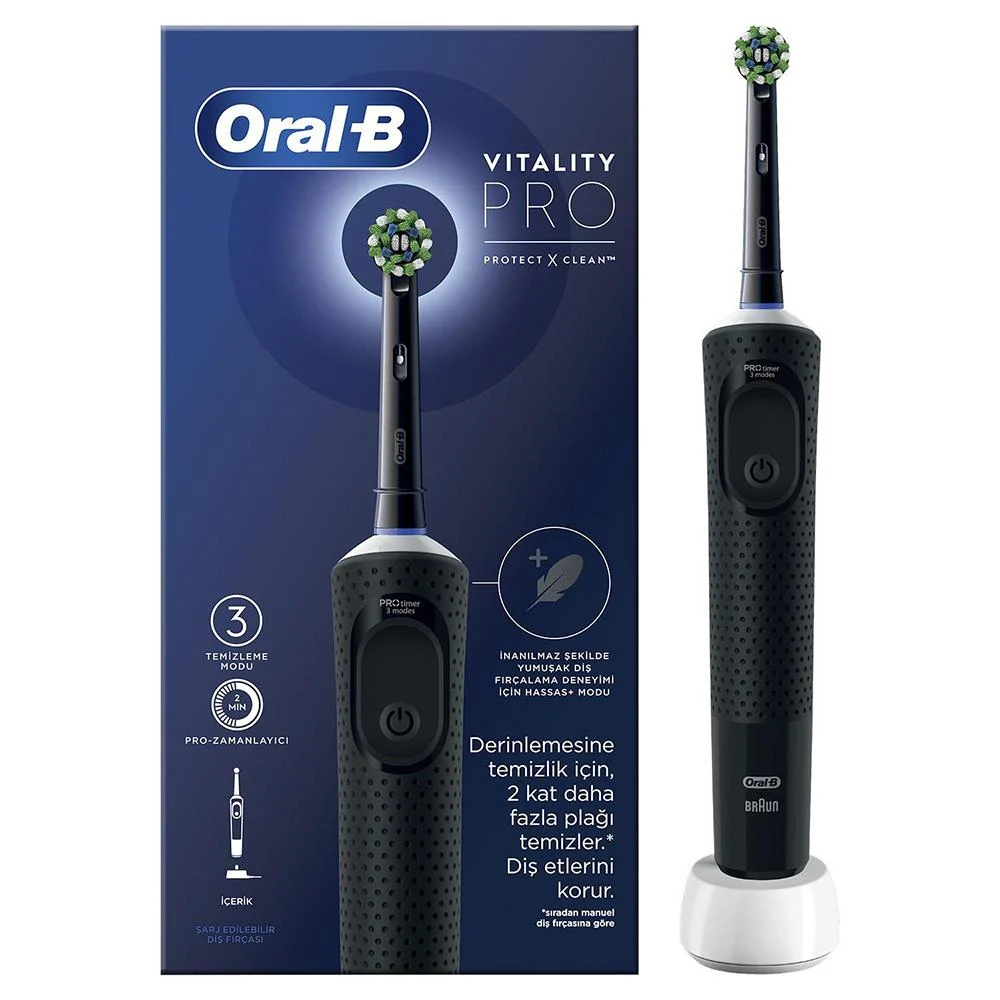 Oral-B
VITALITY
PRO
PROTECT X CLEAN™
Oral-B
PRO timer
3 modes
3
TEMİZLEME
MODU
2
MİN
PRO-ZAMANLAYICI
İÇERİK
ŞARJ EDİLEBİLİR
DİŞ FIRÇASI
+
İNANILMAZ ŞEKİLDE
YUMUŞAK DİŞ
FIRÇALAMA DENEYİMİ
İÇİN HASSAS+ MODU
Derinlemesine
temizlik için,
2 kat daha
fazla plağı
temizler.*
Diş etlerini
korur.
*sıradan manuel
diş fırçasına göre
Oral-B
PRO timer
3 modes
Oral-B
BRAUN